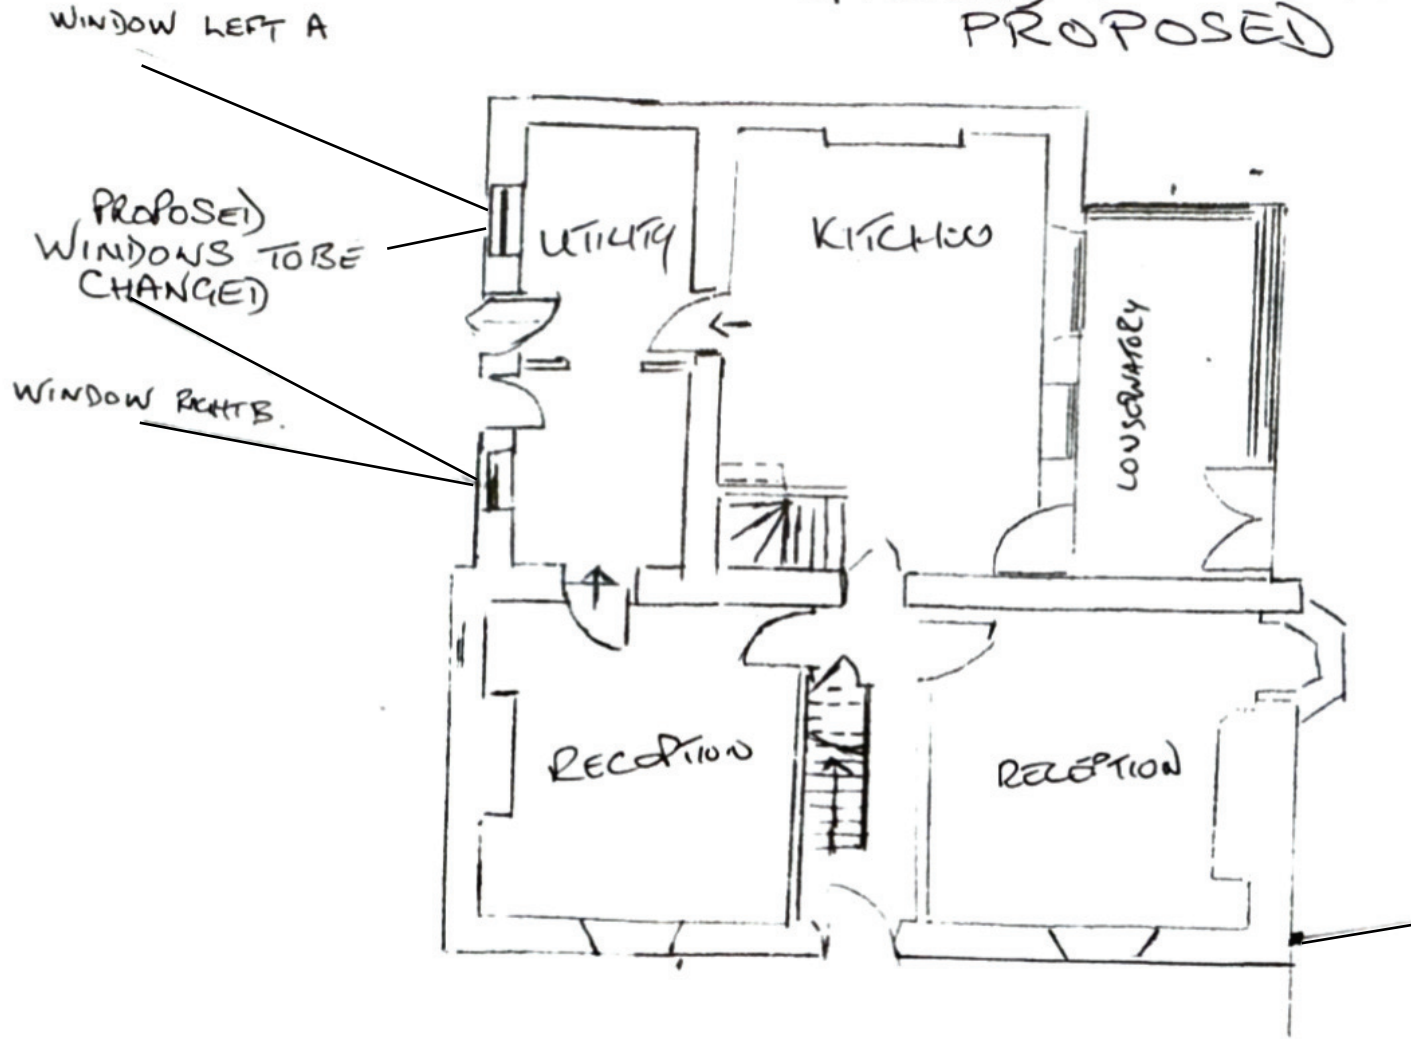 WINDOW LEFT A
PROPOSED
PROPOSED
WINDOWS TO BE
CHANGED
WINDOW RIGHT B.
UTILITY
KITCHEN
CONSERVATORY
RECEPTION
RECEPTION